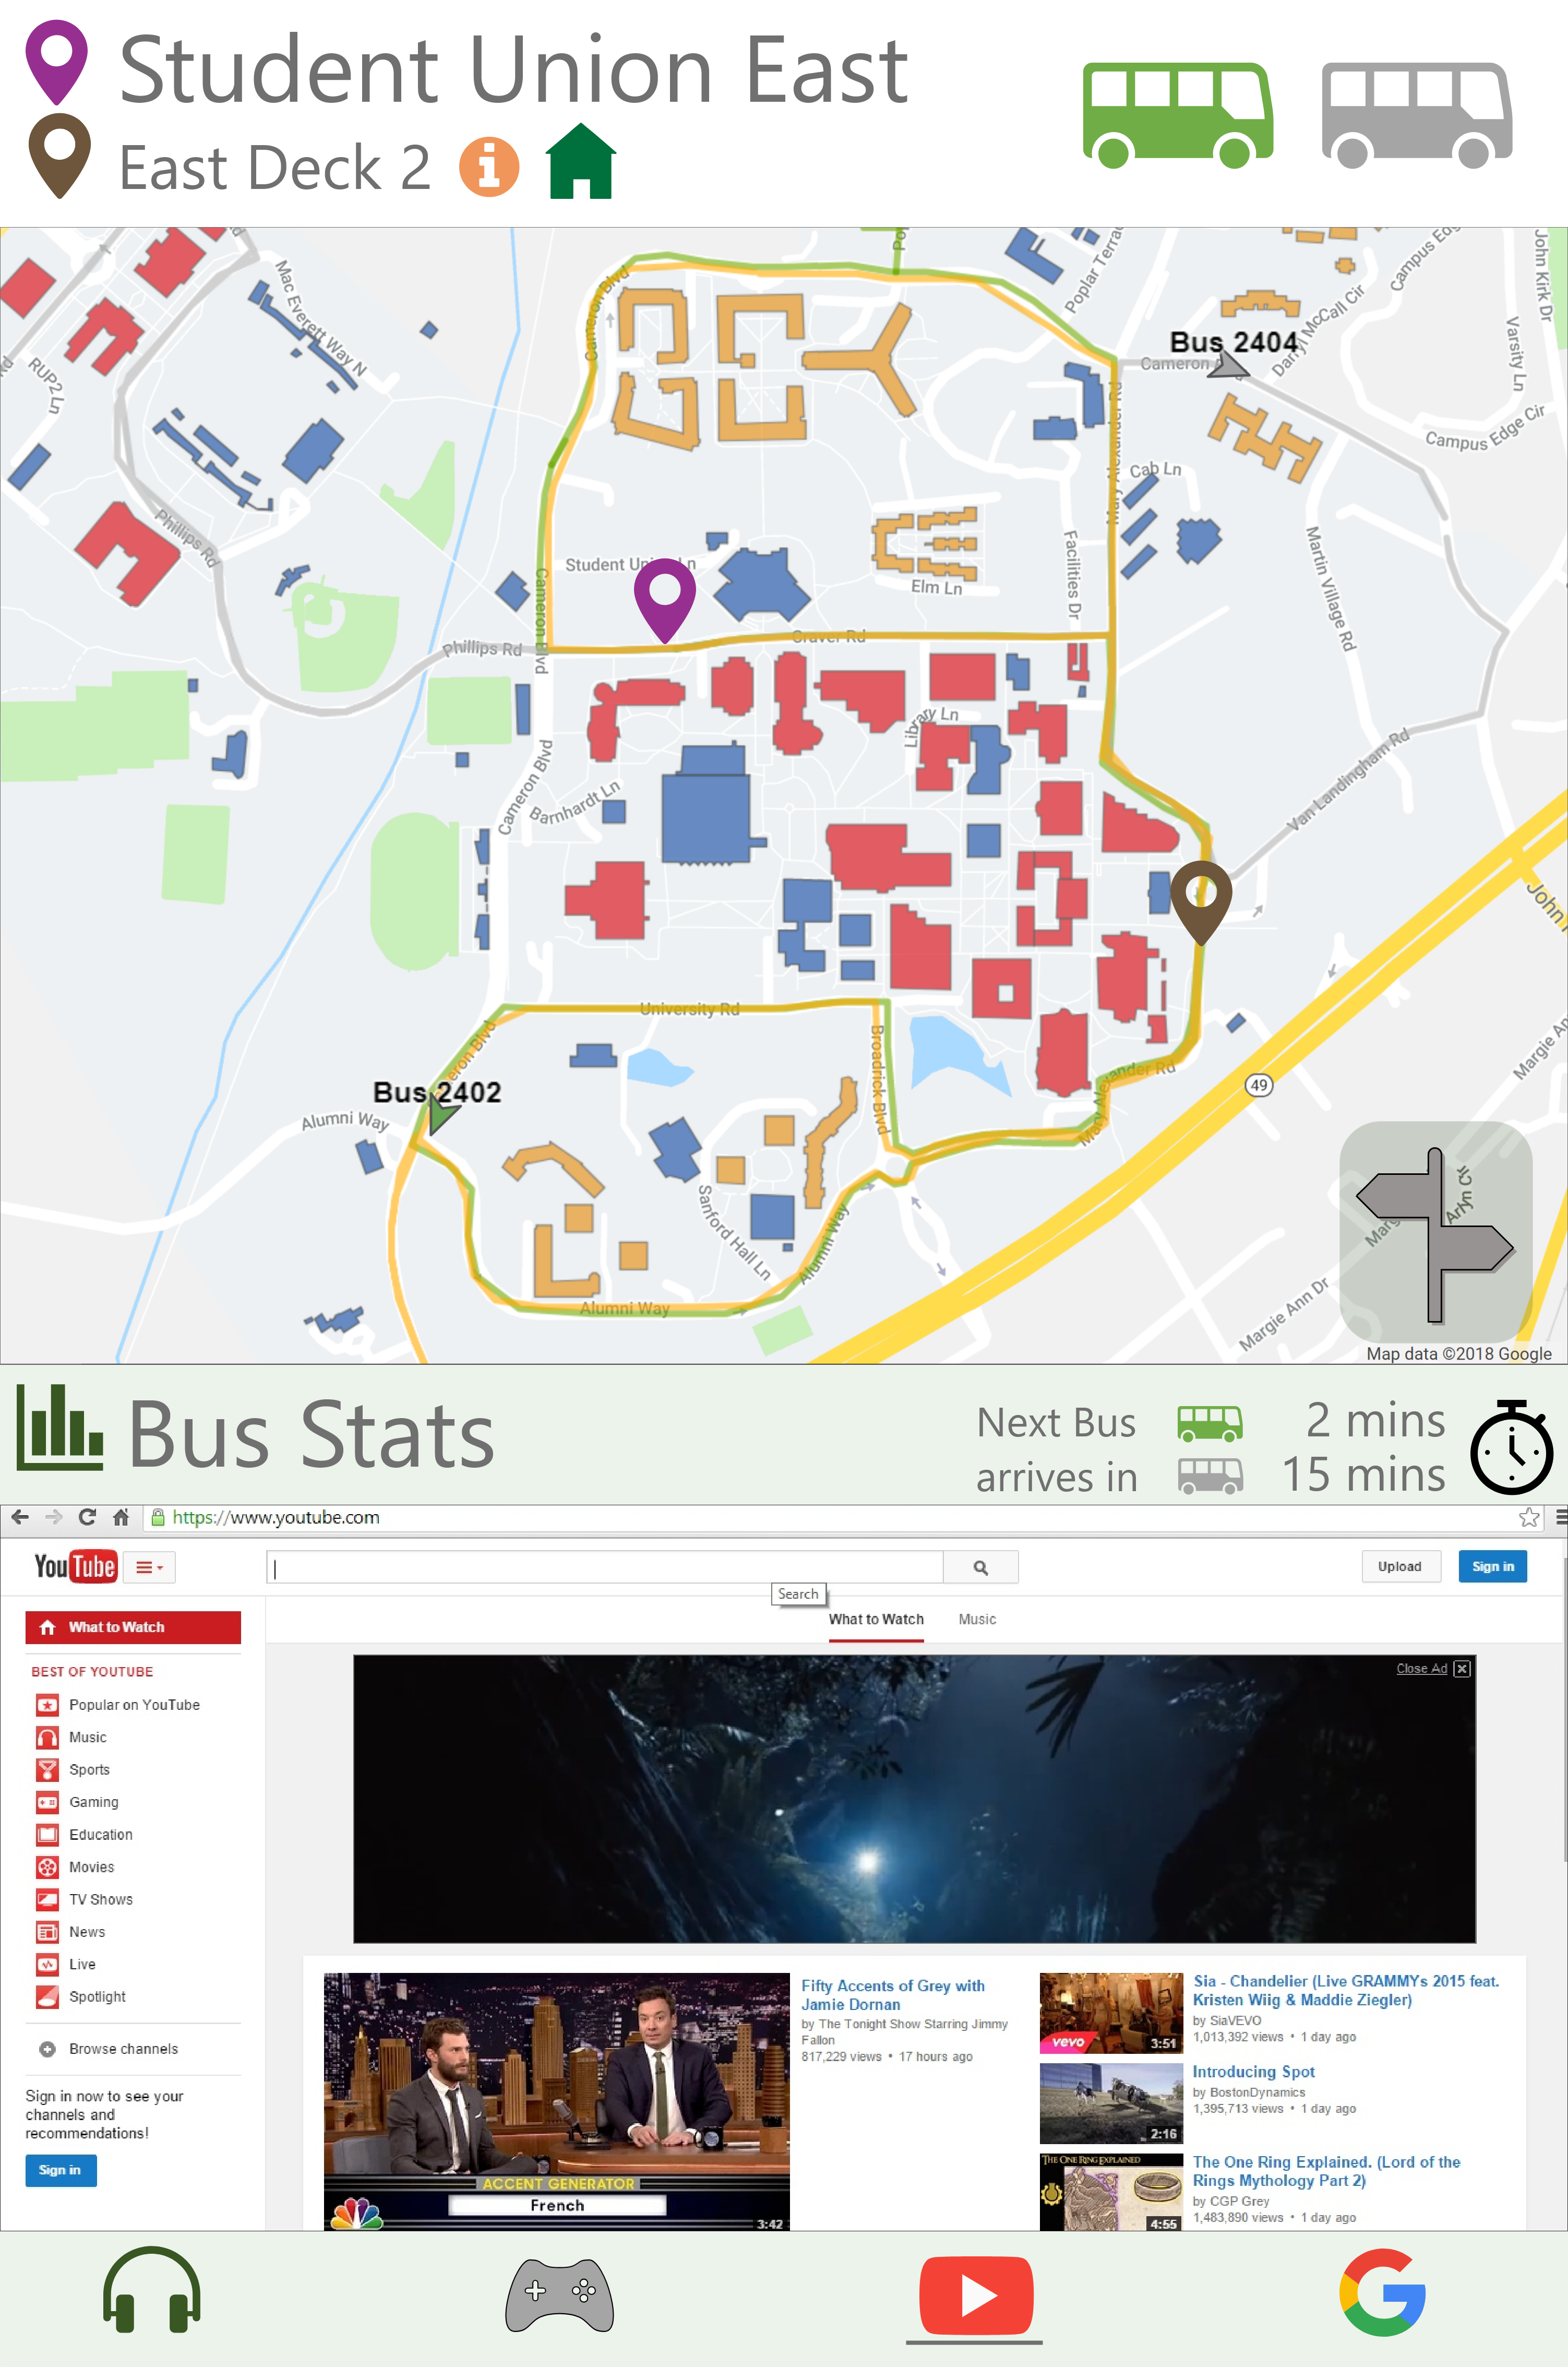 Student Union East
East Deck 2
Mac Everett Way N
RUP2 Ln
Phillips Rd
Cameron Blvd
Poplar Terrac
Campus Edg
John Kirk Dr
Varsity Ln
Darryl McCall Cir
Bus 2404
Cameron
Campus Edge Cir
Mary Alexander Rd
Cab Ln
Facilities Dr
Martin Village Rd
Student Union Ln
Elm Ln
Craver Rd
Phillips Rd
Cameron Blvd
Library Ln
Cameron Blvd
Barnhardt Ln
Van Landingham Rd
John
University Rd
Broadrick Blvd
Mary Alexander Rd
49
Margie An
Bus 2402
Alumni Way
Sanford Hall Ln
Alumni Way
Alumni Way
Arlyn Cir
Marg
Margie Ann Dr
Map data ©2018 Google
Bus Stats
Next Bus 2 mins
arrives in 15 mins
https://www.youtube.com
YouTube
Upload
Sign in
Search
What to Watch Music
What to Watch
BEST OF YOUTUBE
Popular on YouTube
Music
Sports
Gaming
Education
Movies
TV Shows
News
Live
Spotlight
Browse channels
Sign in now to see your
channels and
recommendations!
Sign in
Close Ad
ACCENT GENERATOR
French
3:42
Fifty Accents of Grey with
Jamie Dornan
by The Tonight Show Starring Jimmy
Fallon
817,229 views • 17 hours ago
vevo
3:51
Sia - Chandelier (Live GRAMMYs 2015 feat.
Kristen Wiig & Maddie Ziegler)
by SiaVEVO
1,013,392 views • 1 day ago
2:16
Introducing Spot
by BostonDynamics
1,395,713 views • 1 day ago
THE ONE RING EXPLAINED
4:55
The One Ring Explained. (Lord of the
Rings Mythology Part 2)
by CGP Grey
1,483,890 views • 1 day ago